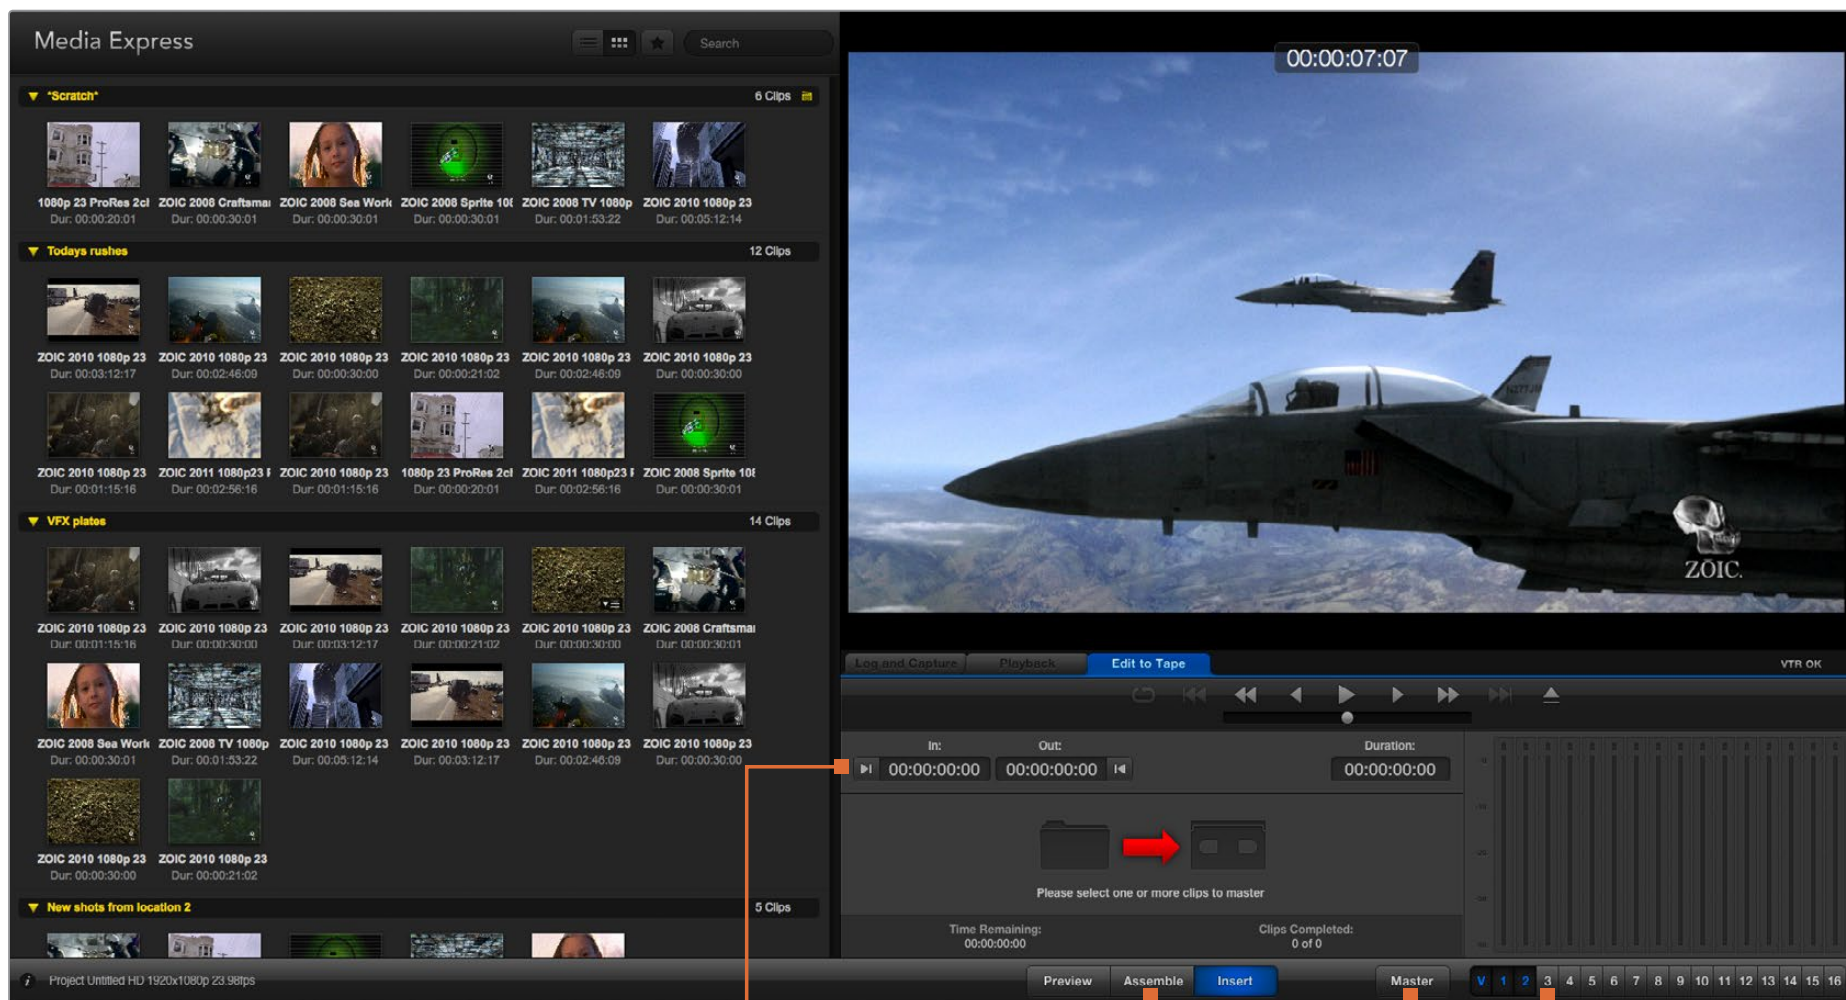 Media Express
Search
00:00:07:07
*Scratch*
6 Clips
1080p 23 ProRes 2cl ZOIC 2008 Craftsmai ZOIC 2008 Sea Work ZOIC 2008 Sprite 10( ZOIC 2008 TV 1080p ZOIC 2010 1080p 23
Dur: 00:00:20:01 Dur: 00:00:30:01 Dur: 00:00:30:01 Dur: 00:00:30:01 Dur: 00:01:53:22 Dur: 00:05:12:14
Todays rushes
12 Clips
ZOIC 2010 1080p 23 ZOIC 2010 1080p 23 ZOIC 2010 1080p 23 ZOIC 2010 1080p 23 ZOIC 2010 1080p 23 ZOIC 2010 1080p 23
Dur: 00:03:12:17 Dur: 00:02:46:09 Dur: 00:00:30:00 Dur: 00:00:21:02 Dur: 00:02:46:09 Dur: 00:00:30:00
ZOIC 2010 1080p 23 ZOIC 2011 1080p23 F ZOIC 2010 1080p 23 1080p 23 ProRes 2cl ZOIC 2011 1080p23 F ZOIC 2008 Sprite 108
Dur: 00:01:15:16 Dur: 00:02:56:16 Dur: 00:01:15:16 Dur: 00:00:20:01 Dur: 00:02:56:16 Dur: 00:00:30:01
VFX plates
14 Clips
ZOIC 2010 1080p 23 ZOIC 2010 1080p 23 ZOIC 2010 1080p 23 ZOIC 2010 1080p 23 ZOIC 2010 1080p 23 ZOIC 2008 Craftsmai
Dur: 00:01:15:16 Dur: 00:00:30:00 Dur: 00:03:12:17 Dur: 00:00:21:02 Dur: 00:00:30:00 Dur: 00:00:30:01
ZOIC 2008 Sea Work ZOIC 2008 TV 1080p ZOIC 2010 1080p 23 ZOIC 2010 1080p 23 ZOIC 2010 1080p 23 ZOIC 2010 1080p 23
Dur: 00:00:30:01 Dur: 00:01:53:22 Dur: 00:05:12:14 Dur: 00:03:12:17 Dur: 00:02:46:09 Dur: 00:00:30:00
ZOIC 2010 1080p 23 ZOIC 2010 1080p 23
Dur: 00:00:30:00 Dur: 00:00:21:02
New shots from location 2
5 Clips
Project Untitled HD 1920x1080p 23.98fps
ZOIC.
Log and Capture Playback Edit to Tape VTR OK
In: Out: Duration:
00:00:00:00 00:00:00:00 00:00:00:00
Please select one or more clips to master
Time Remaining: Clips Completed:
00:00:00:00 0 of 0
Preview Assemble Insert Master V 1 2 3 4 5 6 7 8 9 10 11 12 13 14 15 16